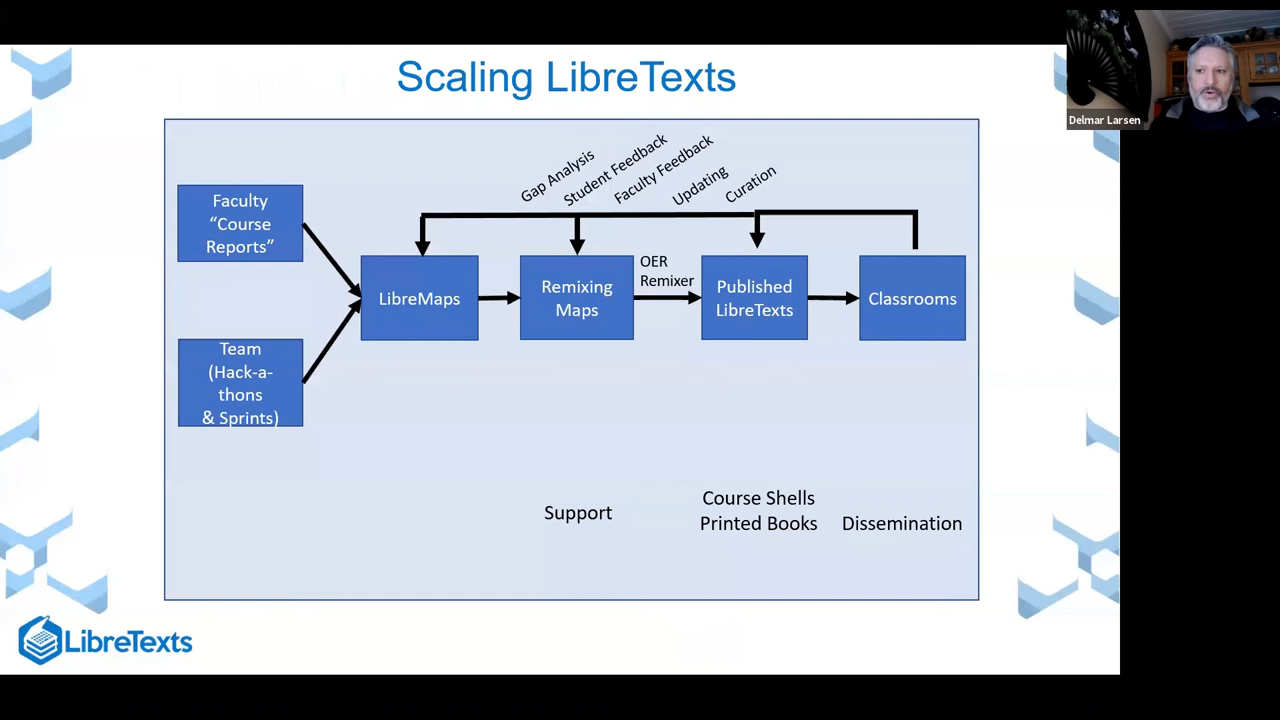 Scaling LibreTexts
Delmar Larsen
Gap Analysis
Student Feedback
Faculty Feedback
Updating
Curation
Faculty
“Course
Reports”
Team
(Hack-a-
thons
& Sprints)
LibreMaps
Remixing
Maps
OER
Remixer
Published
LibreTexts
Classrooms
Support
Course Shells
Printed Books
Dissemination
LibreTexts